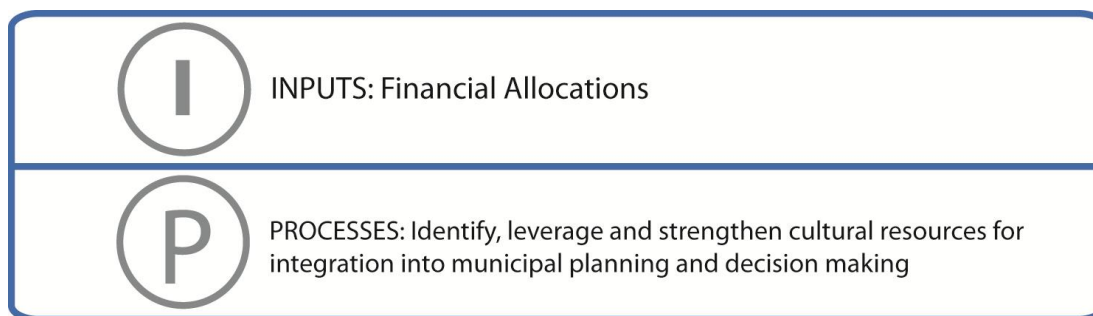 I
INPUTS: Financial Allocations
P
PROCESSES: Identify, leverage and strengthen cultural resources for
integration into municipal planning and decision making